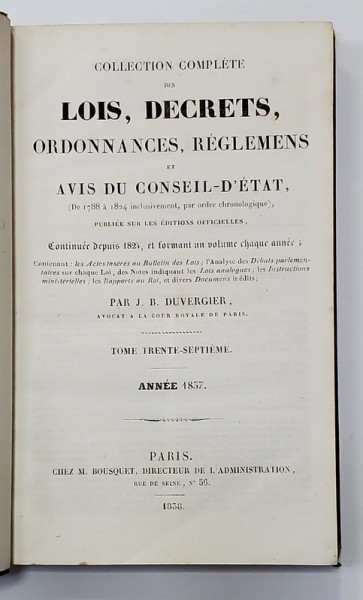 COLLECTION COMPLÈTE
DES
LOIS, DECRETS,
ORDONNANCES, RÉGLEMENS
ET
AVIS DU CONSEIL-D'ÉTAT,
(De 1788 à 1824 inclusivement, par ordre chronologique),
PUBLIÉE SUR LES ÉDITIONS OFFICIELLES,
Continuée depuis 1824, et formant un volume chaque année;
Contenant : les Actes insérés au Bulletin des Lois; l'Analyse des Débats parlemen-
taires sur chaque Loi, des Notes indiquant les Lois analogues; les Instructions
ministérielles; les Rapports au Roi, et divers Documens Inédits;
PAR J. B. DUVERGIER,
AVOCAT A LA COUR ROYALE DE PARIS.
TOME TRENTE-SEPTIÈME.
ANNÉE 1837.
PARIS.
CHEZ M. BOUSQUET, DIRECTEUR DE L'ADMINISTRATION,
RUE DE SEINE, N° 56.
1838.